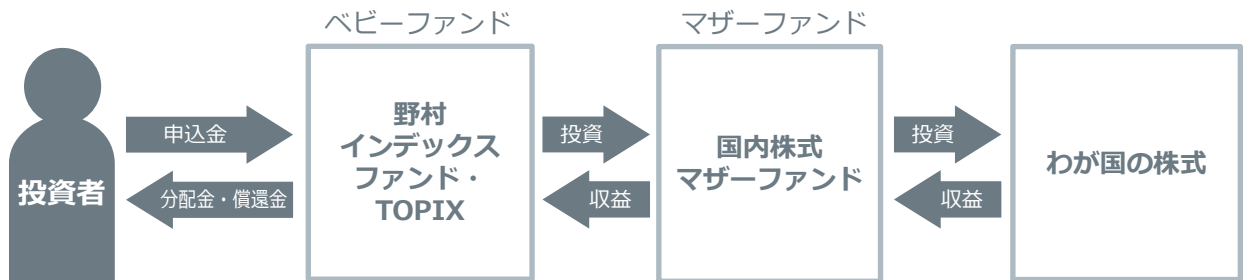 ベビーファンド
マザーファンド
投資者
申込金
分配金・償還金
野村
インデックス
ファンド・
TOPIX
投資
収益
国内株式
マザーファンド
投資
収益
わが国の株式